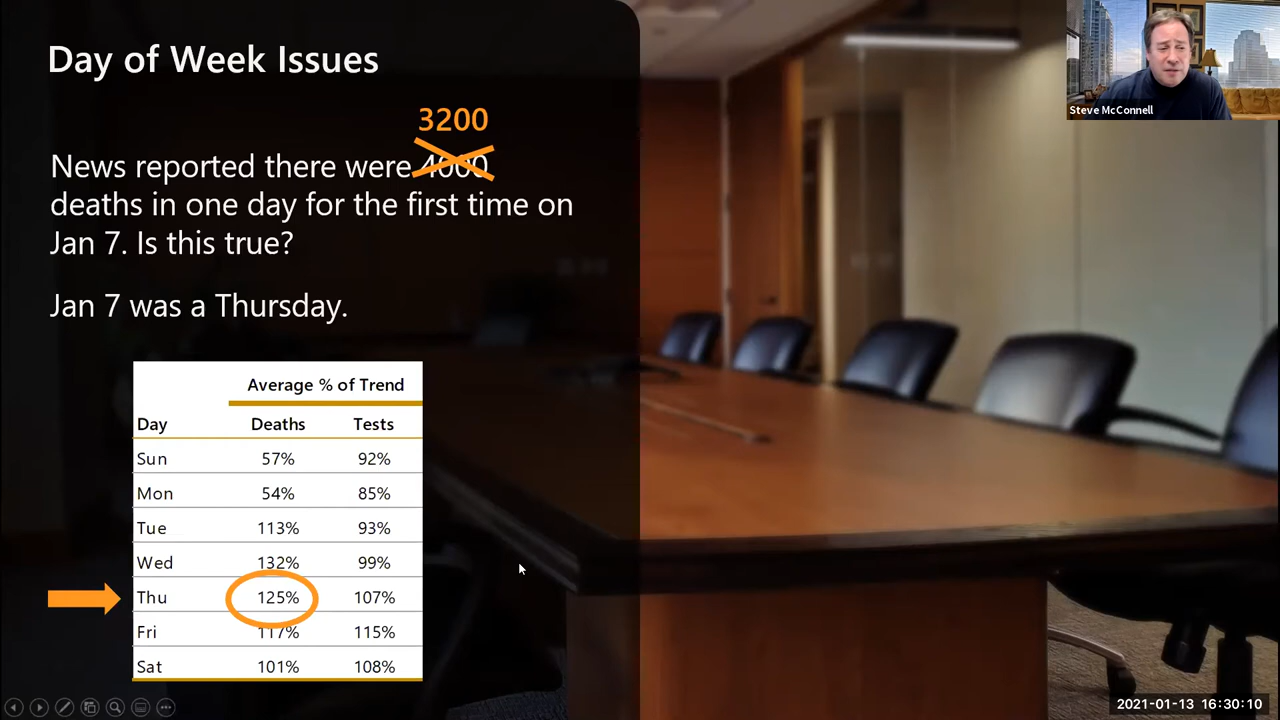 Day of Week Issues
3200
News reported there were 4000
deaths in one day for the first time on
Jan 7. Is this true?
Jan 7 was a Thursday.
Average % of Trend
Day Deaths Tests
Sun 57% 92%
Mon 54% 85%
Tue 113% 93%
Wed 132% 99%
Thu 125% 107%
Fri 117% 115%
Sat 101% 108%
Steve McConnell
2021-01-13 16:30:10